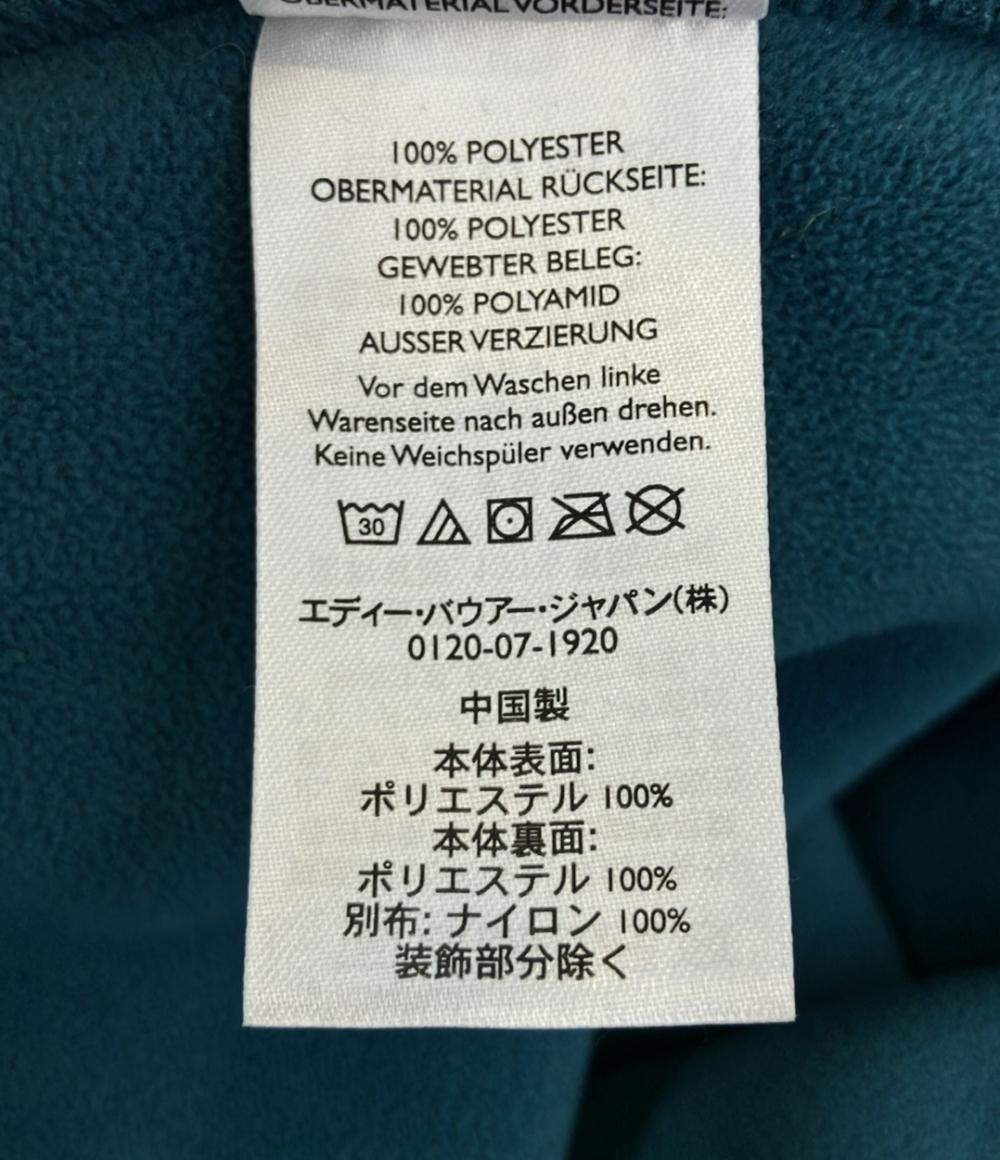 OBERMATERIAL VORDERSEITE:
100% POLYESTER
OBERMATERIAL RÜCKSEITE:
100% POLYESTER
GEWEBTER BELEG:
100% POLYAMID
AUSSER VERZIERUNG
Vor dem Waschen linke
Warenseite nach außen drehen.
Keine Weichspüler verwenden.
30
エディー・バウアー・ジャパン(株)
0120-07-1920
中国製
本体表面:
ポリエステル 100%
本体裏面:
ポリエステル 100%
別布: ナイロン 100%
装飾部分除く